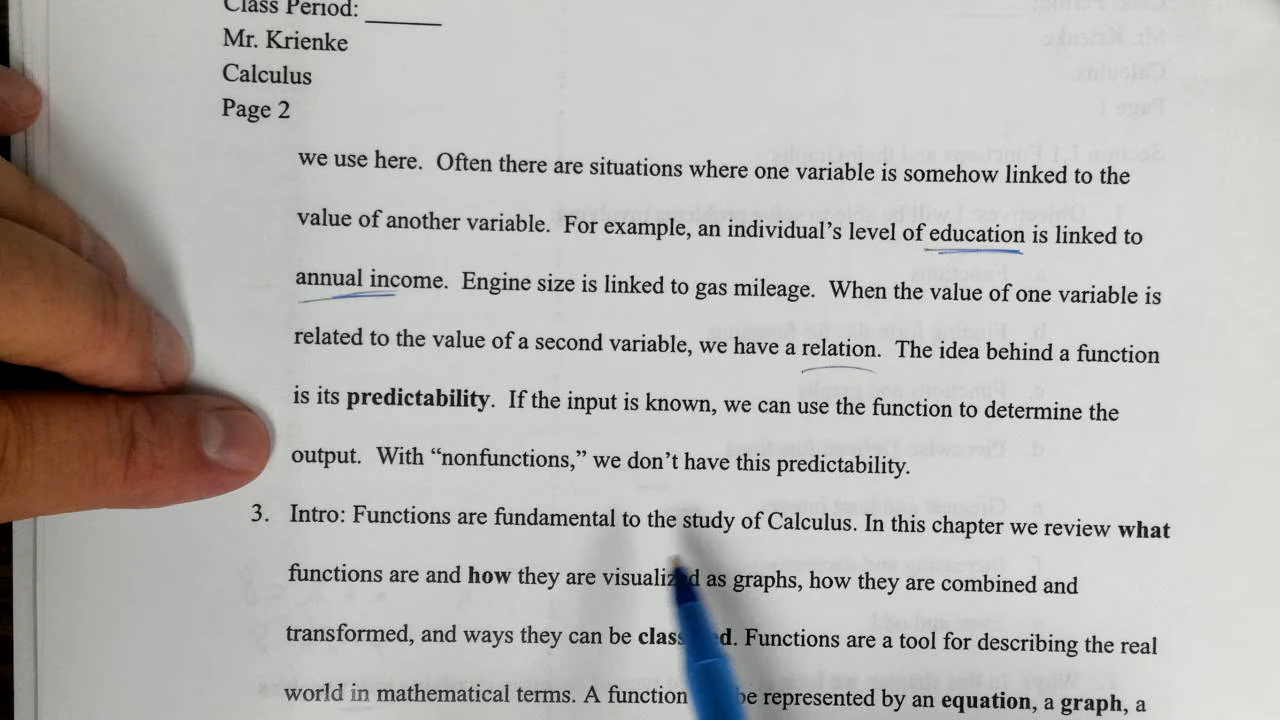 Class Period: ______
Mr. Krienke
Calculus
Page 2
we use here. Often there are situations where one variable is somehow linked to the
value of another variable. For example, an individual's level of education is linked to
annual income. Engine size is linked to gas mileage. When the value of one variable is
related to the value of a second variable, we have a relation. The idea behind a function
is its predictability. If the input is known, we can use the function to determine the
output. With “nonfunctions,” we don't have this predictability.
3. Intro: Functions are fundamental to the study of Calculus. In this chapter we review what
functions are and how they are visualized as graphs, how they are combined and
transformed, and ways they can be . Functions are a tool for describing the real
world in mathematical terms. A function be represented by an equation, a graph, a